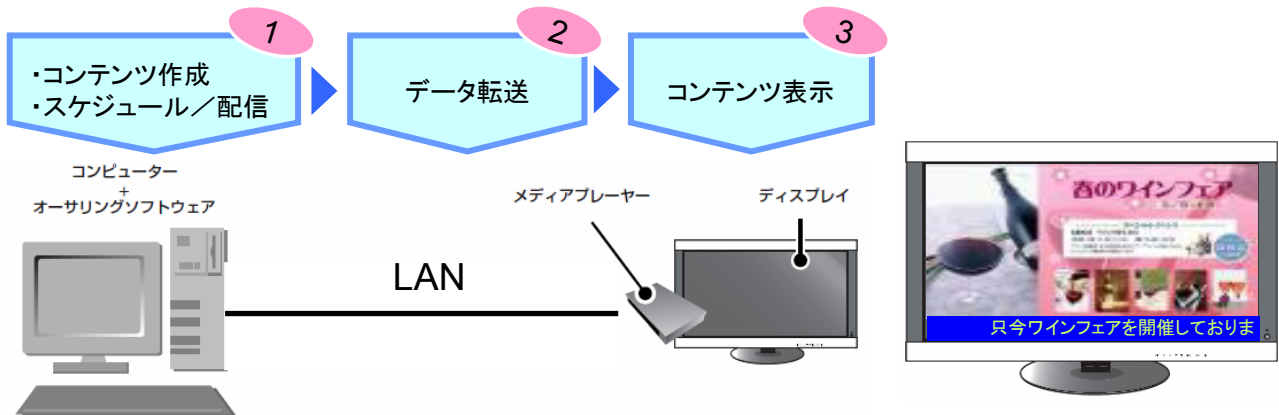 1
・コンテンツ作成
・スケジュール／配信
2
データ転送
3
コンテンツ表示
コンピューター
+
オーサリングソフトウェア
LAN
メディアプレーヤー
ディスプレイ
春のワインフェア
只今ワインフェアを開催しておりま